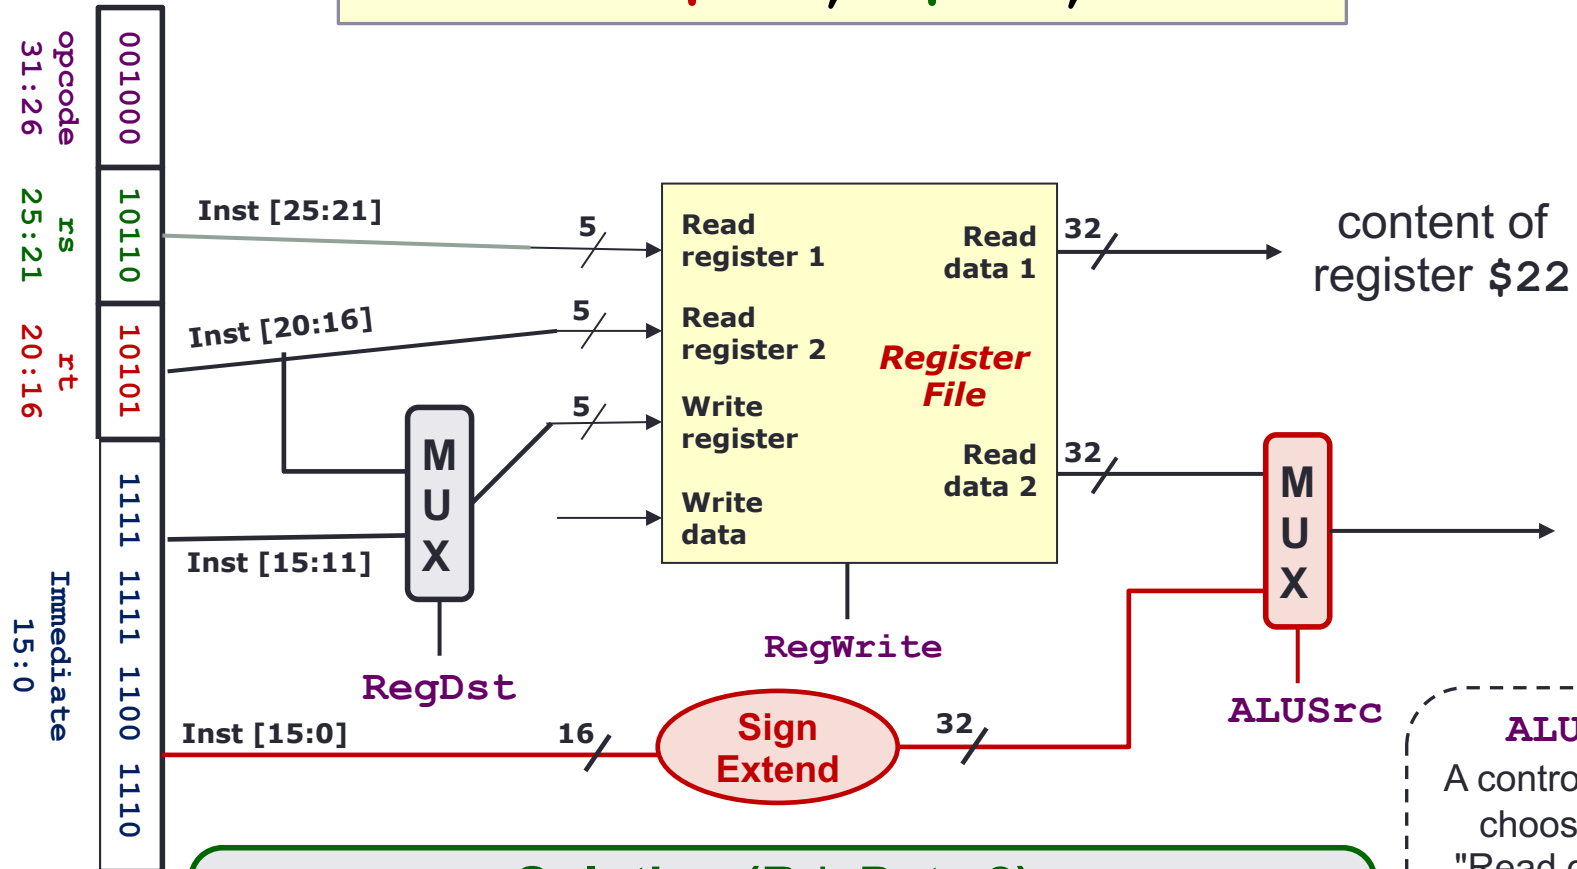 opcode
31:26
001000
rs
25:21
10110
rt
20:16
10101
Immediate
15:0
1111 1111 1100 1110
Inst [25:21]
5
Inst [20:16]
5
5
Inst [15:11]
M
U
X
RegDst
Read
register 1
Read
register 2
Write
register
Write
data
Read
data 1
Register
File
Read
data 2
RegWrite
32
content of
register $22
32
M
U
X
ALUSrc
Inst [15:0]
16
Sign
Extend
32
ALU
A contro
choos
"Read